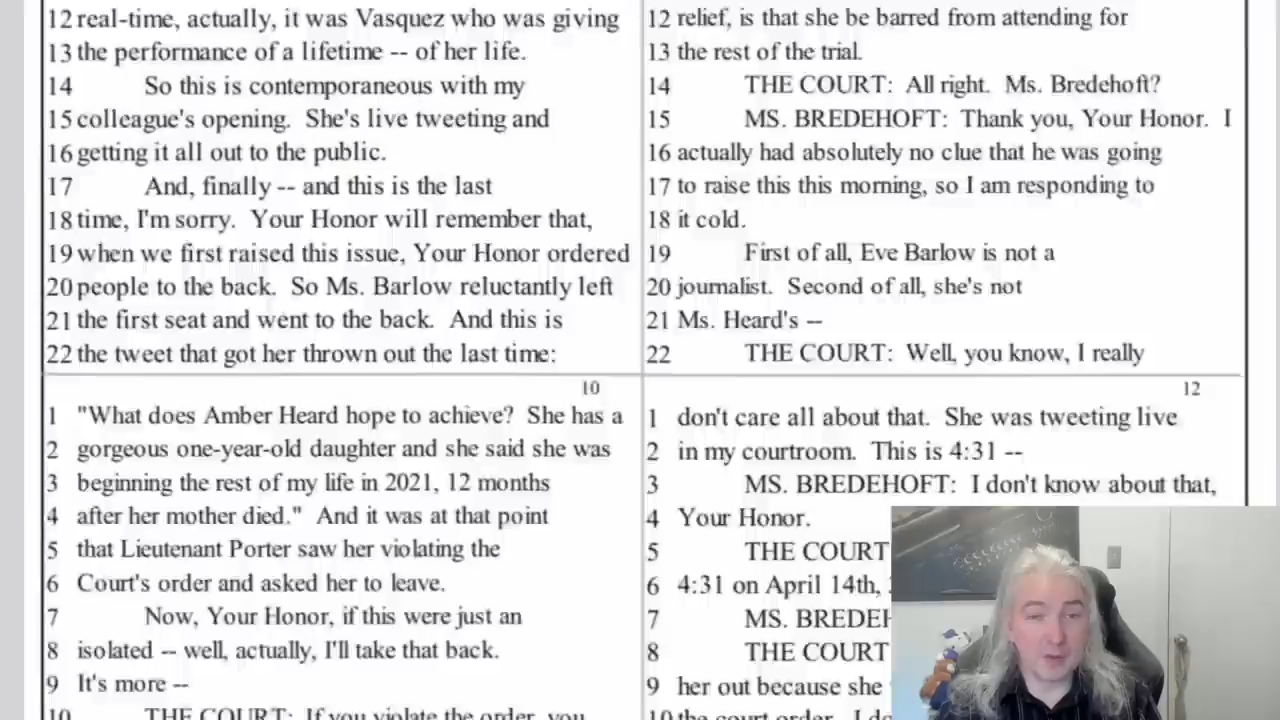 12 real-time, actually, it was Vasquez who was giving
13 the performance of a lifetime -- of her life.
14 So this is contemporaneous with my
15 colleague's opening. She's live tweeting and
16 getting it all out to the public.
17 And, finally -- and this is the last
18 time, I'm sorry. Your Honor will remember that,
19 when we first raised this issue, Your Honor ordered
20 people to the back. So Ms. Barlow reluctantly left
21 the first seat and went to the back. And this is
22 the tweet that got her thrown out the last time:
10
1 "What does Amber Heard hope to achieve? She has a
2 gorgeous one-year-old daughter and she said she was
3 beginning the rest of my life in 2021, 12 months
4 after her mother died." And it was at that point
5 that Lieutenant Porter saw her violating the
6 Court's order and asked her to leave.
7 Now, Your Honor, if this were just an
8 isolated -- well, actually, I'll take that back.
9 It's more --
10 THE COURT: If you violate the order, you
12 relief, is that she be barred from attending for
13 the rest of the trial.
14 THE COURT: All right. Ms. Bredehoft?
15 MS. BREDEHOFT: Thank you, Your Honor. I
16 actually had absolutely no clue that he was going
17 to raise this this morning, so I am responding to
18 it cold.
19 First of all, Eve Barlow is not a
20 journalist. Second of all, she's not
21 Ms. Heard's --
22 THE COURT: Well, you know, I really
12
1 don't care all about that. She was tweeting live
2 in my courtroom. This is 4:31 --
3 MS. BREDEHOFT: I don't know about that,
4 Your Honor.
5 THE COURT
6 4:31 on April 14th,
7 MS. BREDEH
8 THE COURT
9 her out because she
10 the court order. I do